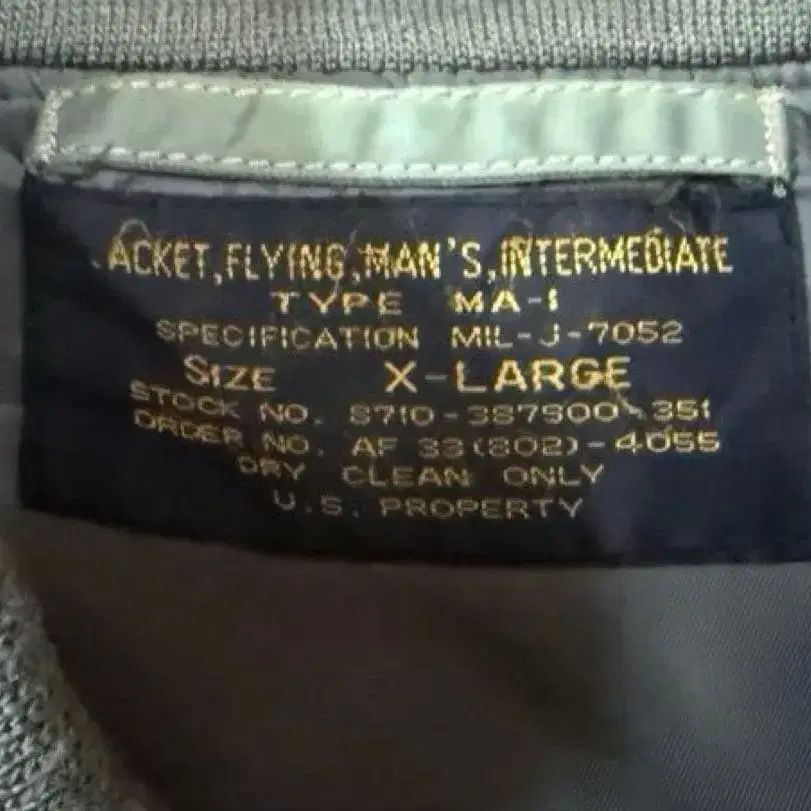 ACKET,FLYING,MAN'S,INTERMEDIATE
TYPE MA-1
SPECIFICATION MIL-J-7052
SIZE X-LARGE
STOCK NO. 8710-387900-351
ORDER NO. AF 33(802)-4055
DRY CLEAN ONLY
U.S. PROPERTY